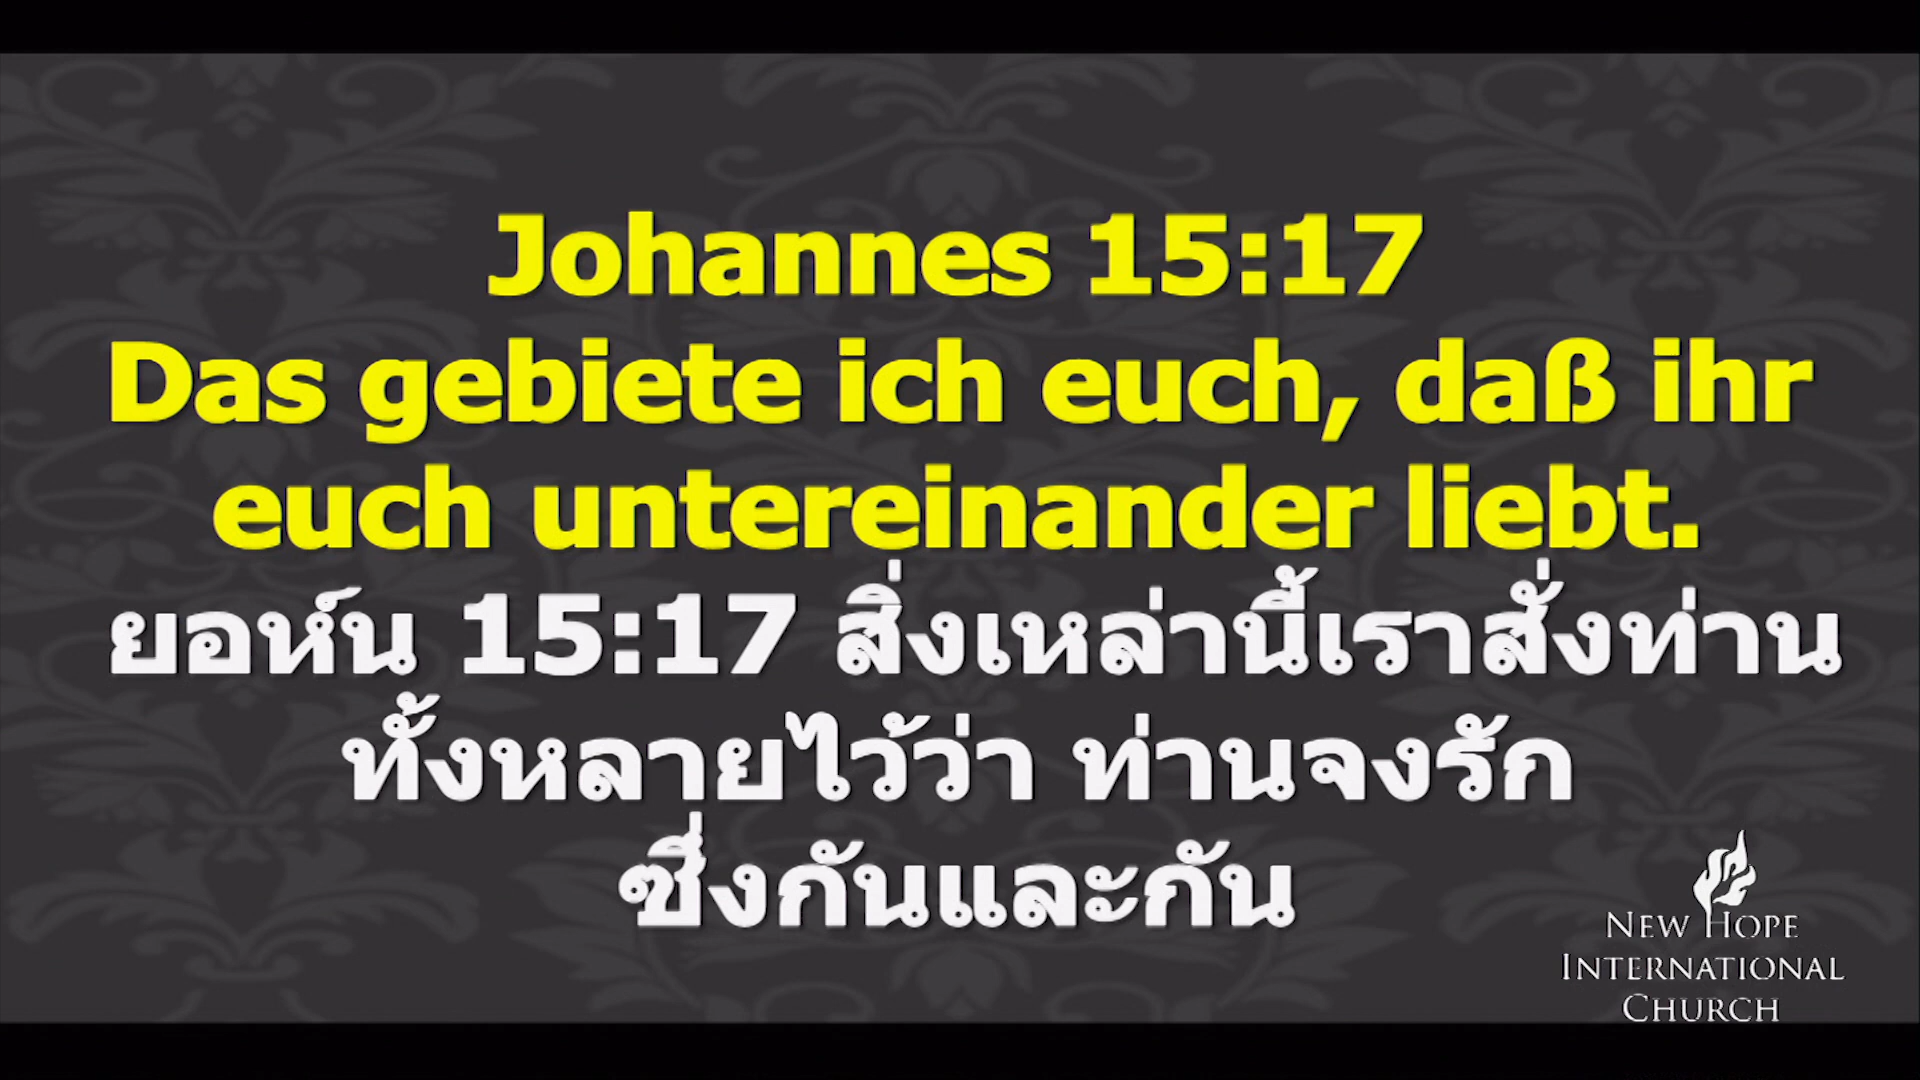 Johannes 15:17
Das gebiete ich euch, daß ihr
euch untereinander liebt.
ยอห์น 15:17 สิ่งเหล่านี้เราสั่งท่าน
ทั้งหลายไว้ว่า ท่านจงรัก
ซึ่งกันและกัน
NEW HOPE
INTERNATIONAL
CHURCH